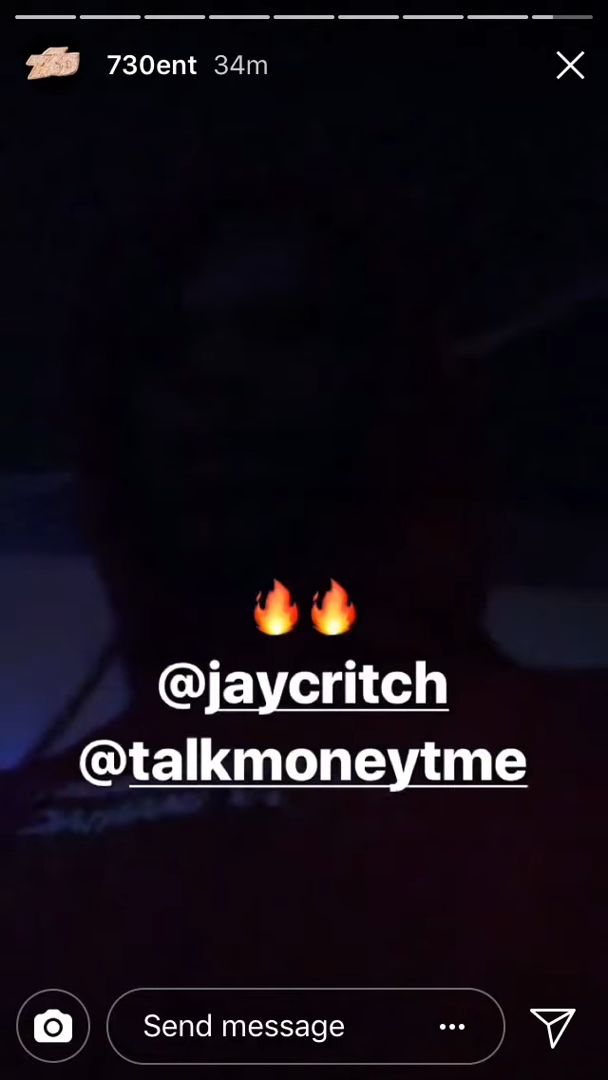 730ent 34m
🔥🔥
@jaycritch
@talkmoneytme
Send message